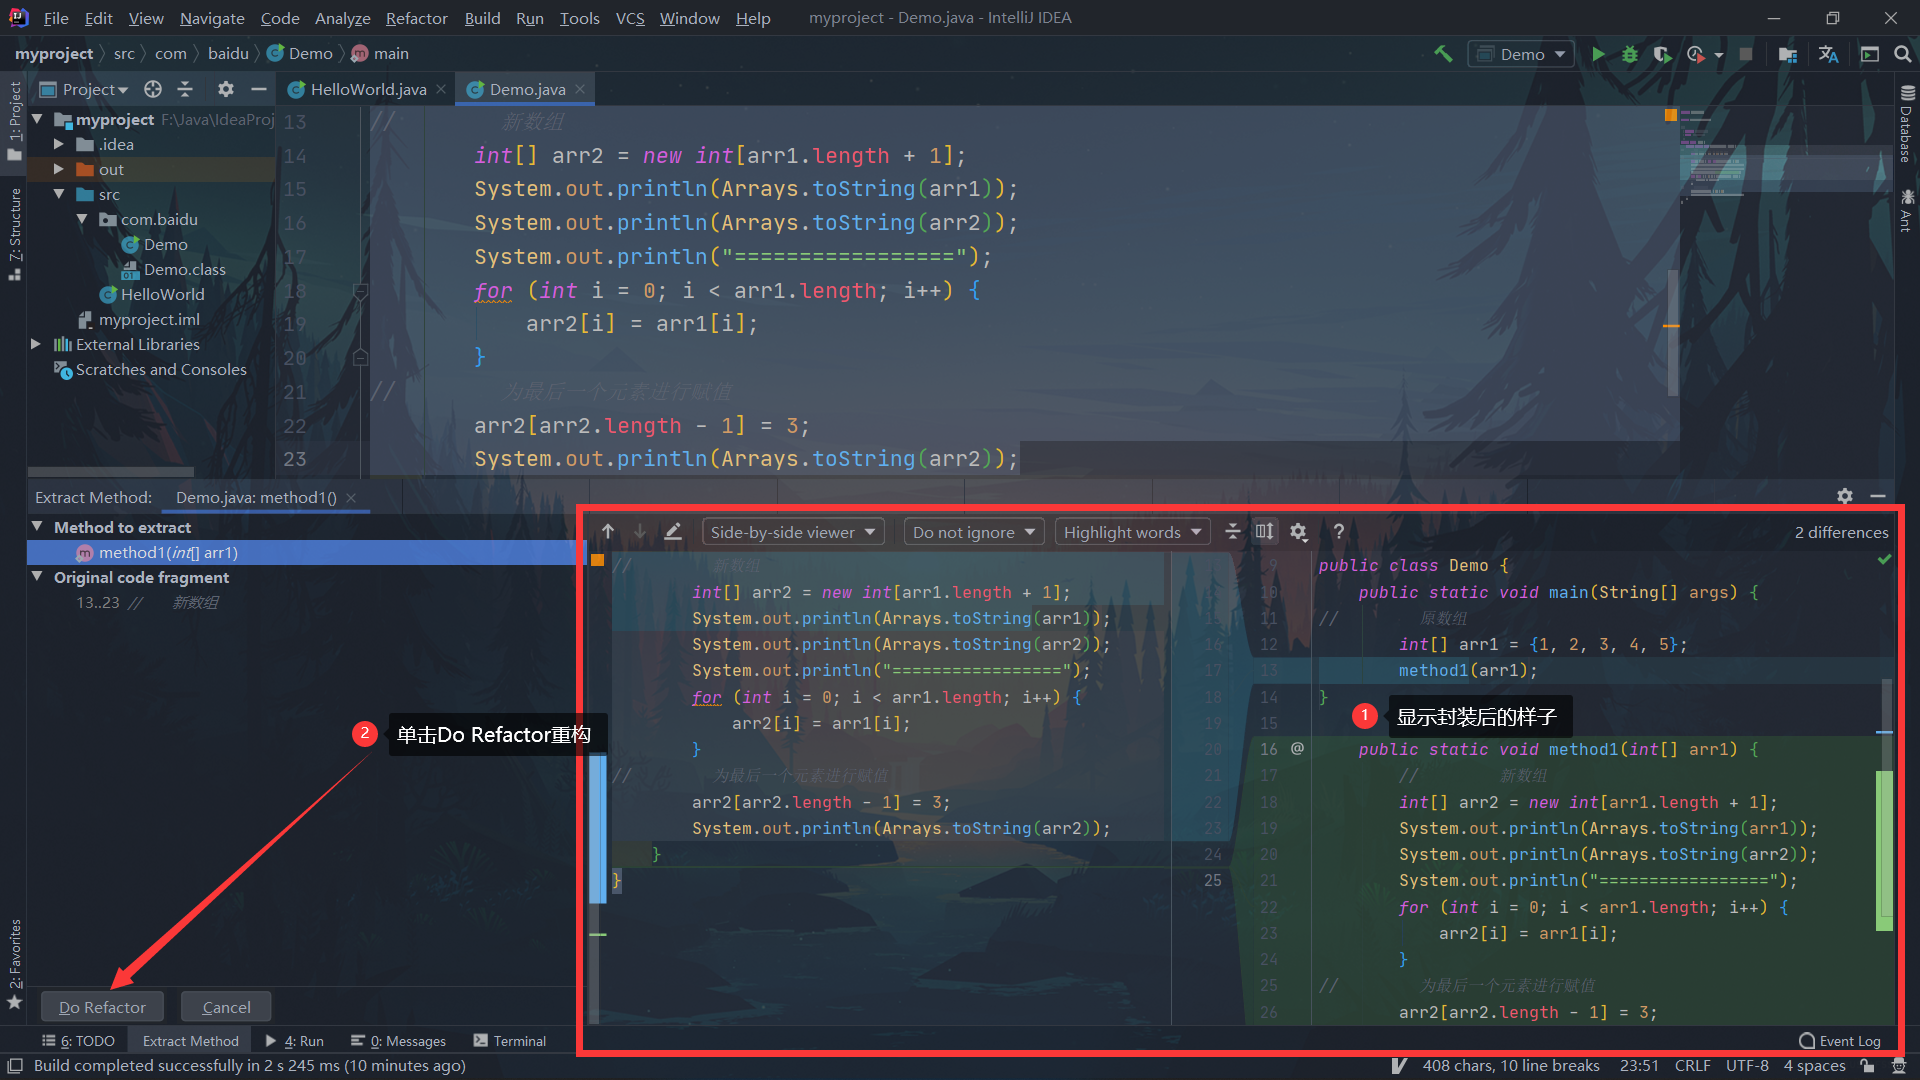 File Edit View Navigate Code Analyze Refactor Build Run Tools VCS Window Help myproject - Demo.java - IntelliJ IDEA
myproject src com baidu Demo main
Demo
Project
HelloWorld.java
Demo.java
1: Project
7: Structure
2: Favorites
Database
Ant
myproject F:\Java\IdeaProj
.idea
out
src
com.baidu
Demo
Demo.class
HelloWorld
myproject.iml
External Libraries
Scratches and Consoles
13 // 新数组
14 int[] arr2 = new int[arr1.length + 1];
15 System.out.println(Arrays.toString(arr1));
16 System.out.println(Arrays.toString(arr2));
17 System.out.println("=================");
18 for (int i = 0; i < arr1.length; i++) {
19 arr2[i] = arr1[i];
20 }
21 // 为最后一个元素进行赋值
22 arr2[arr2.length - 1] = 3;
23 System.out.println(Arrays.toString(arr2));
Extract Method: Demo.java: method1()
Method to extract
method1(int[] arr1)
Original code fragment
13..23 // 新数组
Side-by-side viewer Do not ignore Highlight words ? 2 differences
// 新数组
int[] arr2 = new int[arr1.length + 1];
System.out.println(Arrays.toString(arr1)); 15
System.out.println(Arrays.toString(arr2)); 16
System.out.println("================="); 17
for (int i = 0; i < arr1.length; i++) { 18
arr2[i] = arr1[i]; 19
} 20
// 为最后一个元素进行赋值 21
arr2[arr2.length - 1] = 3; 22
System.out.println(Arrays.toString(arr2)); 23
} 24
} 25
9 public class Demo {
10 public static void main(String[] args) {
11 // 原数组
12 int[] arr1 = {1, 2, 3, 4, 5};
13 method1(arr1);
14 }
15
1 显示封装后的样子
16 @ public static void method1(int[] arr1) {
17 // 新数组
18 int[] arr2 = new int[arr1.length + 1];
19 System.out.println(Arrays.toString(arr1));
20 System.out.println(Arrays.toString(arr2));
21 System.out.println("=================");
22 for (int i = 0; i < arr1.length; i++) {
23 arr2[i] = arr1[i];
24 }
25 // 为最后一个元素进行赋值
26 arr2[arr2.length - 1] = 3;
2 单击Do Refactor重构
Do Refactor Cancel
6: TODO Extract Method 4: Run 0: Messages Terminal Event Log
Build completed successfully in 2 s 245 ms (10 minutes ago) 408 chars, 10 line breaks 23:51 CRLF UTF-8 4 spaces